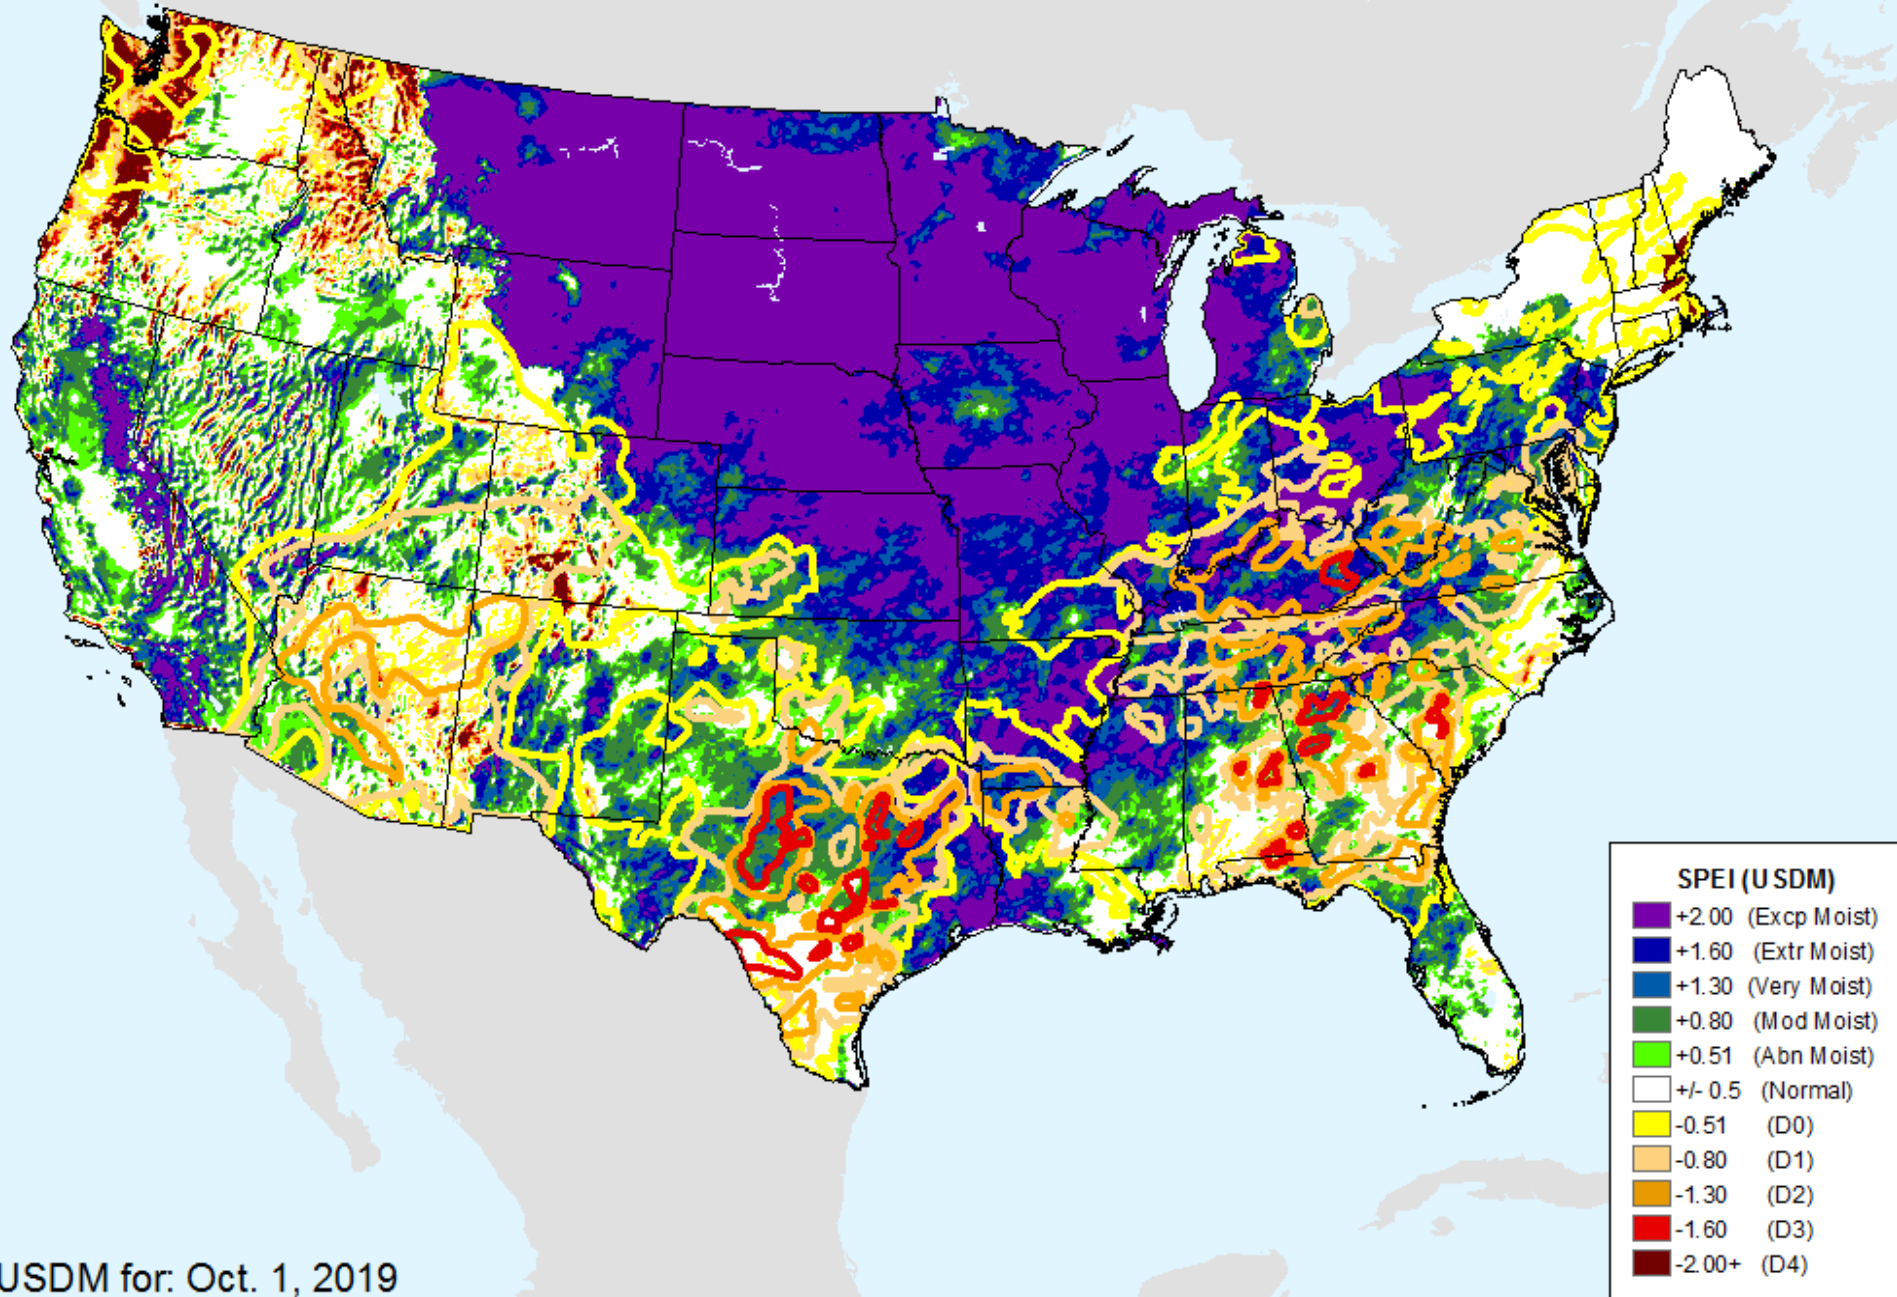 SPEI (USDM)
+2.00 (Excp Moist)
+1.60 (Extr Moist)
+1.30 (Very Moist)
+0.80 (Mod Moist)
+0.51 (Abn Moist)
+/- 0.5 (Normal)
-0.51 (D0)
-0.80 (D1)
-1.30 (D2)
-1.60 (D3)
-2.00+ (D4)
USDM for: Oct. 1, 2019